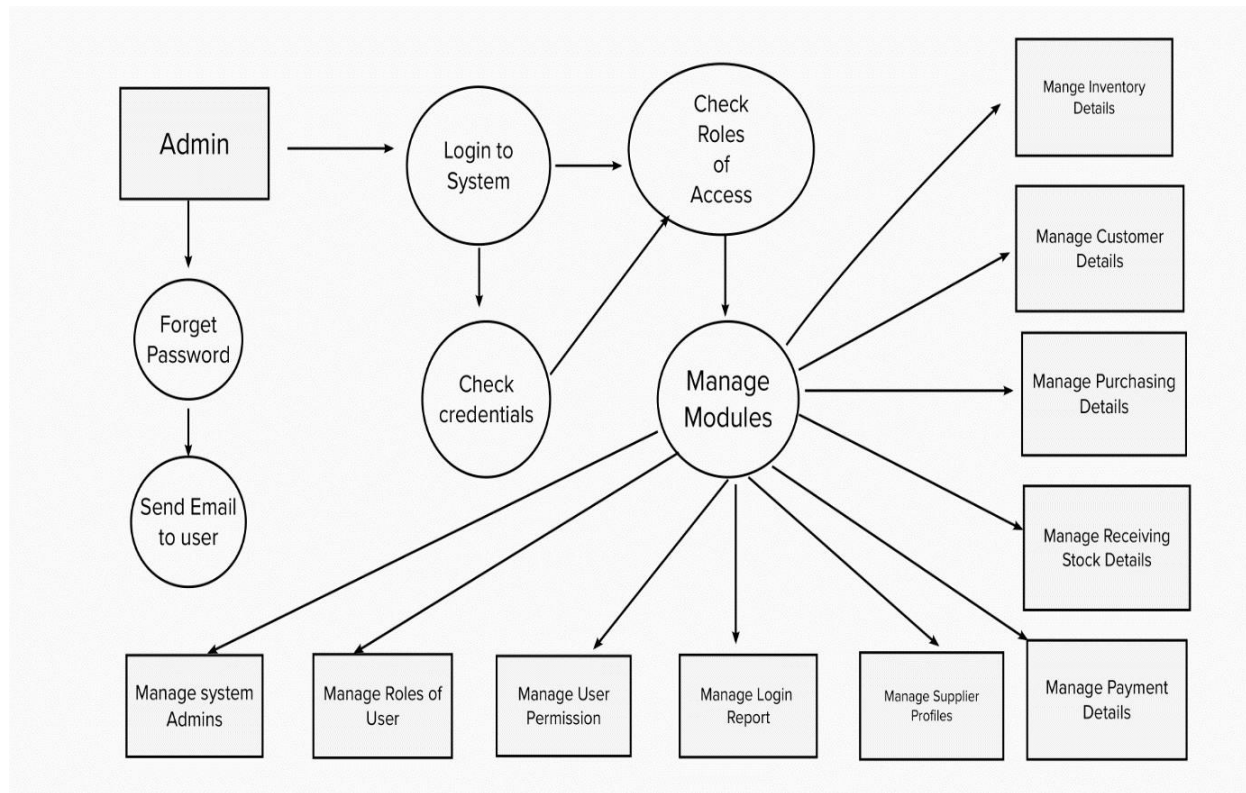 Admin
Login to
System
Check
Roles
of
Access
Mange Inventory
Details
Manage Customer
Details
Forget
Password
Check
credentials
Manage
Modules
Manage Purchasing
Details
Send Email
to user
Manage Receiving
Stock Details
Manage system
Admins
Manage Roles of
User
Manage User
Permission
Manage Login
Report
Manage Supplier
Profiles
Manage Payment
Details